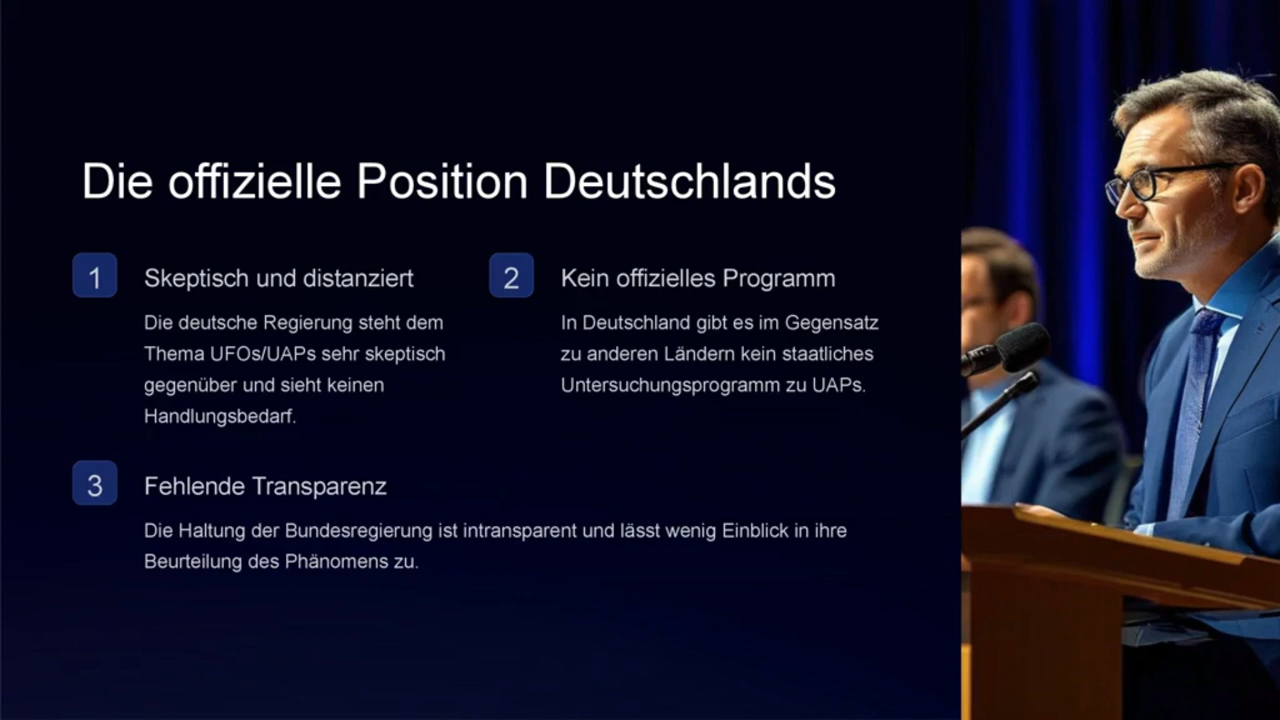 Die offizielle Position Deutschlands
1
Skeptisch und distanziert
Die deutsche Regierung steht dem
Thema UFOs/UAPs sehr skeptisch
gegenüber und sieht keinen
Handlungsbedarf.
2
Kein offizielles Programm
In Deutschland gibt es im Gegensatz
zu anderen Ländern kein staatliches
Untersuchungsprogramm zu UAPs.
3
Fehlende Transparenz
Die Haltung der Bundesregierung ist intransparent und lässt wenig Einblick in ihre
Beurteilung des Phänomens zu.